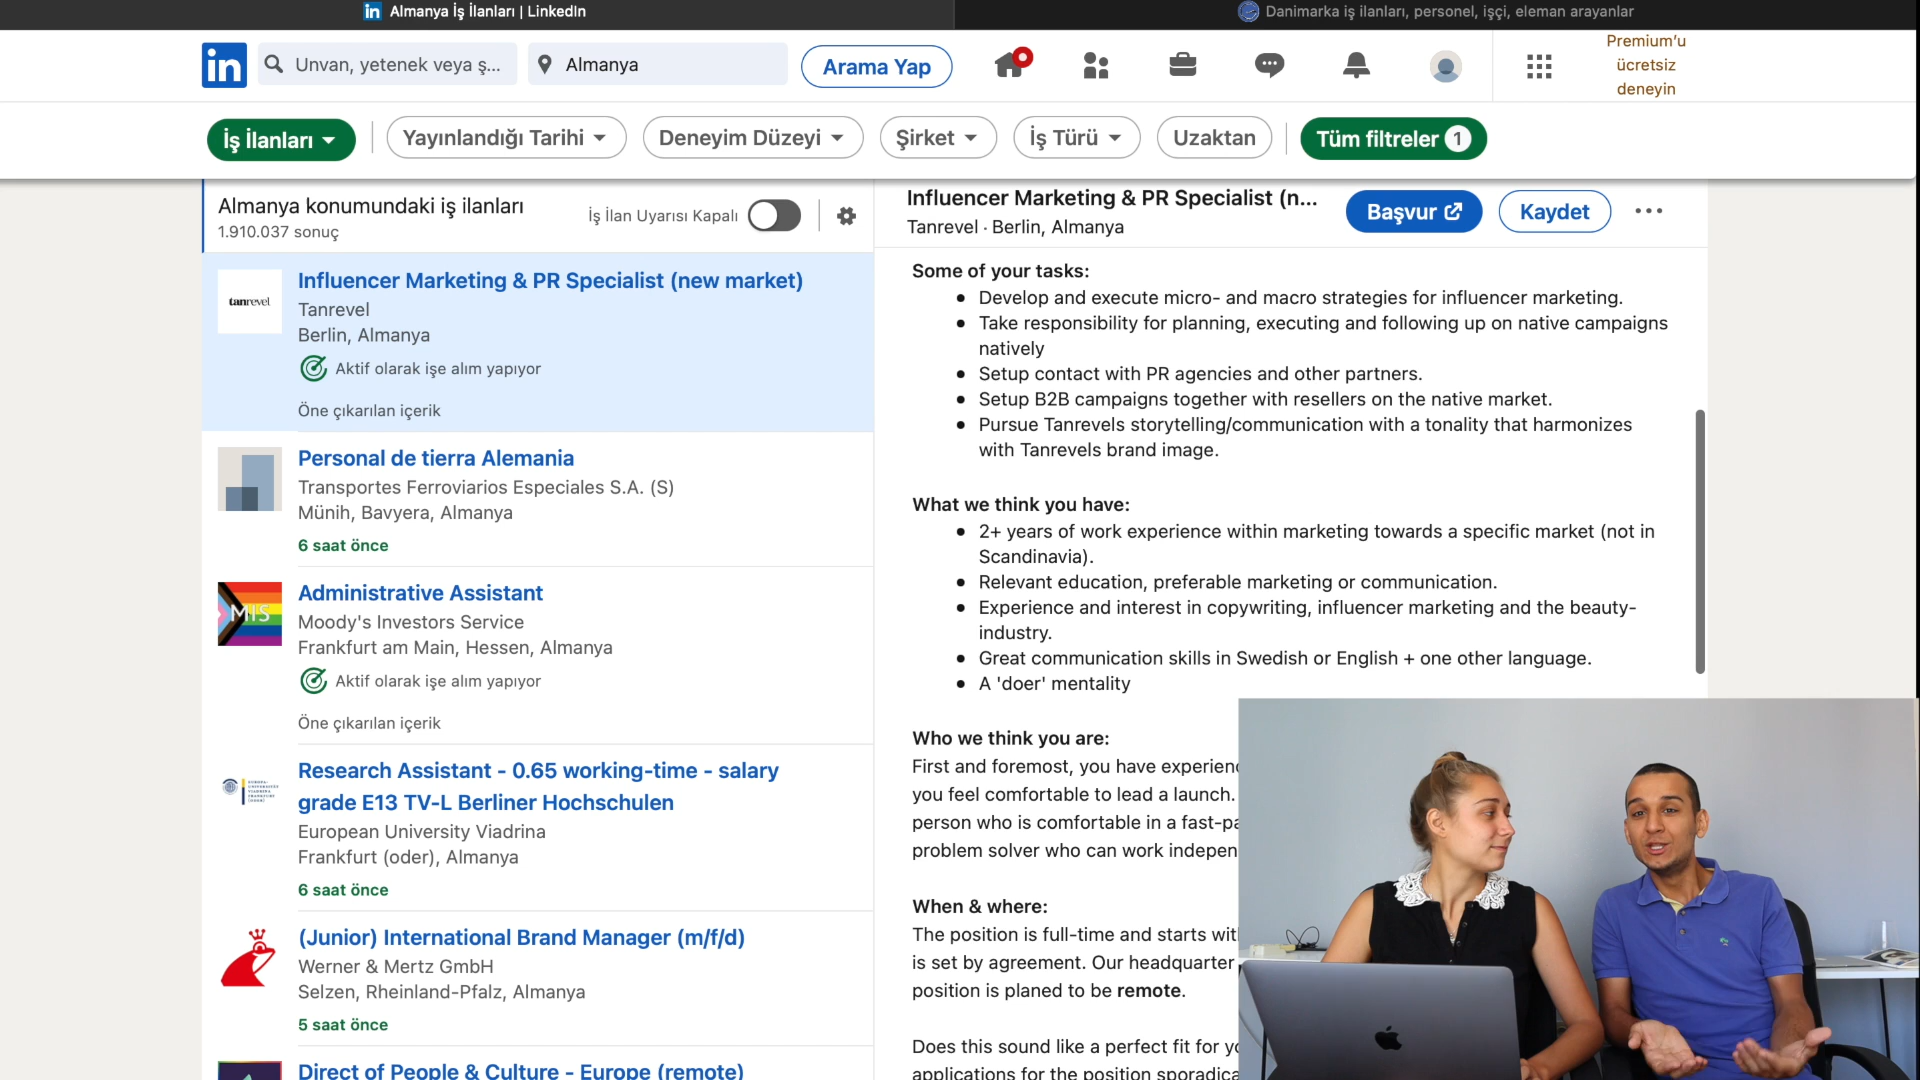 Almanya İş İlanları | LinkedIn
Danimarka iş ilanları, personel, işçi, eleman arayanlar
in
Unvan, yetenek veya ş...
Almanya
Arama Yap
Premium'u
ücretsiz
deneyin
İş İlanları
Yayınlandığı Tarihi
Deneyim Düzeyi
Şirket
İş Türü
Uzaktan
Tüm filtreler 1
Almanya konumundaki iş ilanları
1.910.037 sonuç
İş İlan Uyarısı Kapalı
tanrevel
Influencer Marketing & PR Specialist (new market)
Tanrevel
Berlin, Almanya
Aktif olarak işe alım yapıyor
Öne çıkarılan içerik
Personal de tierra Alemania
Transportes Ferroviarios Especiales S.A. (S)
Münih, Bavyera, Almanya
6 saat önce
MIS
Administrative Assistant
Moody's Investors Service
Frankfurt am Main, Hessen, Almanya
Aktif olarak işe alım yapıyor
Öne çıkarılan içerik
Research Assistant - 0.65 working-time - salary
grade E13 TV-L Berliner Hochschulen
European University Viadrina
Frankfurt (oder), Almanya
6 saat önce
(Junior) International Brand Manager (m/f/d)
Werner & Mertz GmbH
Selzen, Rheinland-Pfalz, Almanya
5 saat önce
Direct of People & Culture - Europe (remote)
Influencer Marketing & PR Specialist (n...
Tanrevel · Berlin, Almanya
Başvur
Kaydet
Some of your tasks:
• Develop and execute micro- and macro strategies for influencer marketing.
• Take responsibility for planning, executing and following up on native campaigns
natively
• Setup contact with PR agencies and other partners.
• Setup B2B campaigns together with resellers on the native market.
• Pursue Tanrevels storytelling/communication with a tonality that harmonizes
with Tanrevels brand image.
What we think you have:
• 2+ years of work experience within marketing towards a specific market (not in
Scandinavia).
• Relevant education, preferable marketing or communication.
• Experience and interest in copywriting, influencer marketing and the beauty-
industry.
• Great communication skills in Swedish or English + one other language.
• A 'doer' mentality
Who we think you are:
First and foremost, you have experien
you feel comfortable to lead a launch.
person who is comfortable in a fast-pa
problem solver who can work indepen
When & where:
The position is full-time and starts wit
is set by agreement. Our headquarter
position is planed to be remote.
Does this sound like a perfect fit for yo
applications for the position sporadica